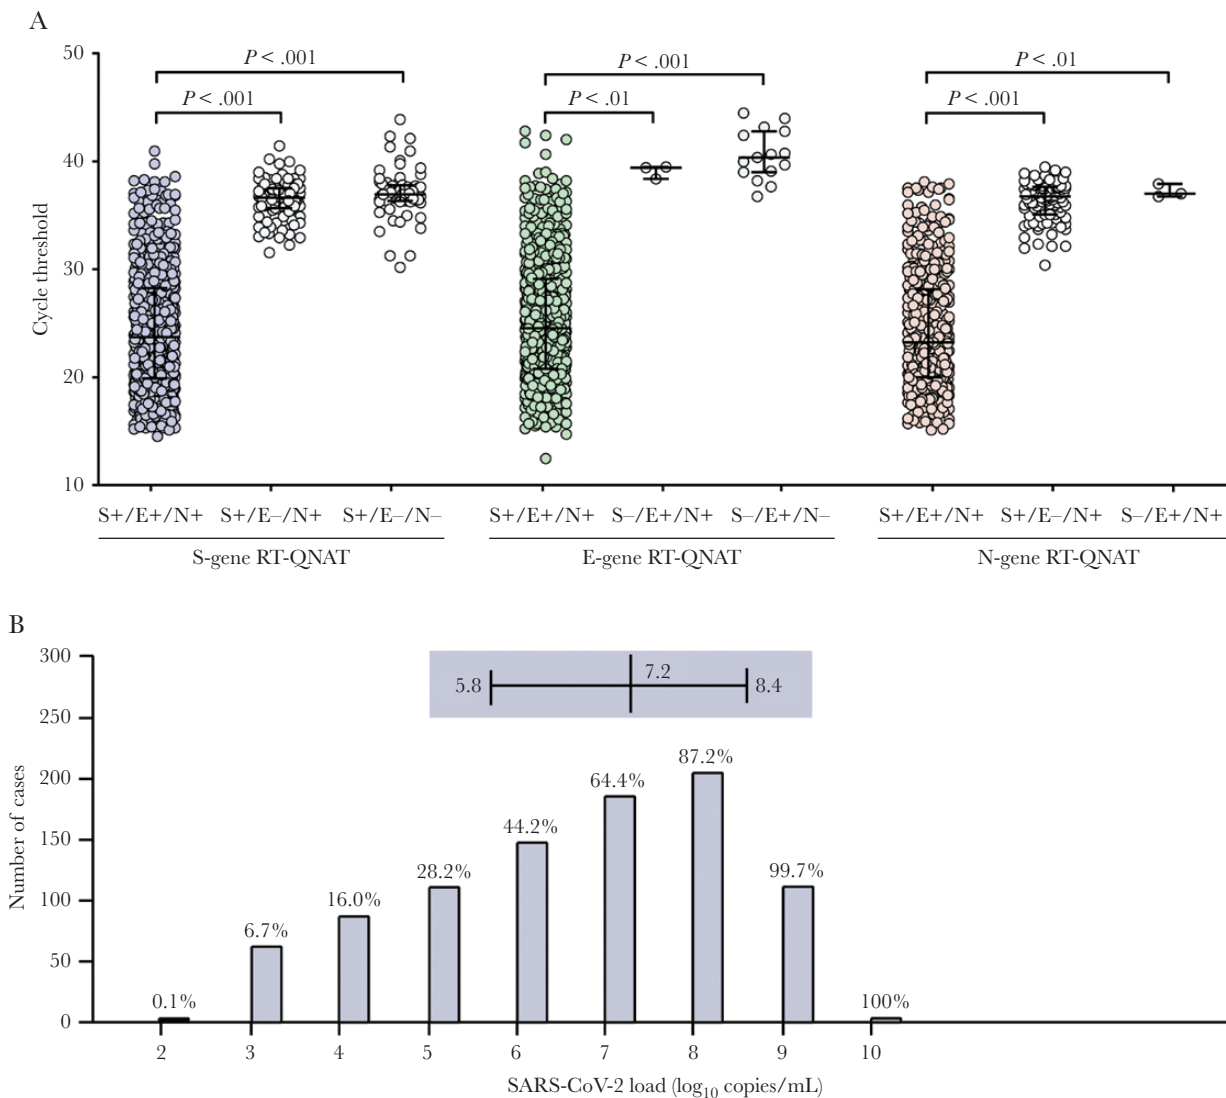 A
50
40
30
20
10
Cycle threshold
P < .001
P < .001
P < .001
P < .01
P < .01
P < .001
S+/E+/N+ S+/E–/N+ S+/E–/N– S+/E+/N+ S–/E+/N+ S–/E+/N– S+/E+/N+ S+/E–/N+ S–/E+/N+
S-gene RT-QNAT E-gene RT-QNAT N-gene RT-QNAT
B
300
250
200
150
100
50
0
Number of cases
5.8 7.2 8.4
0.1% 6.7% 16.0% 28.2% 44.2% 64.4% 87.2% 99.7% 100%
2 3 4 5 6 7 8 9 10
SARS-CoV-2 load (log10 copies/mL)